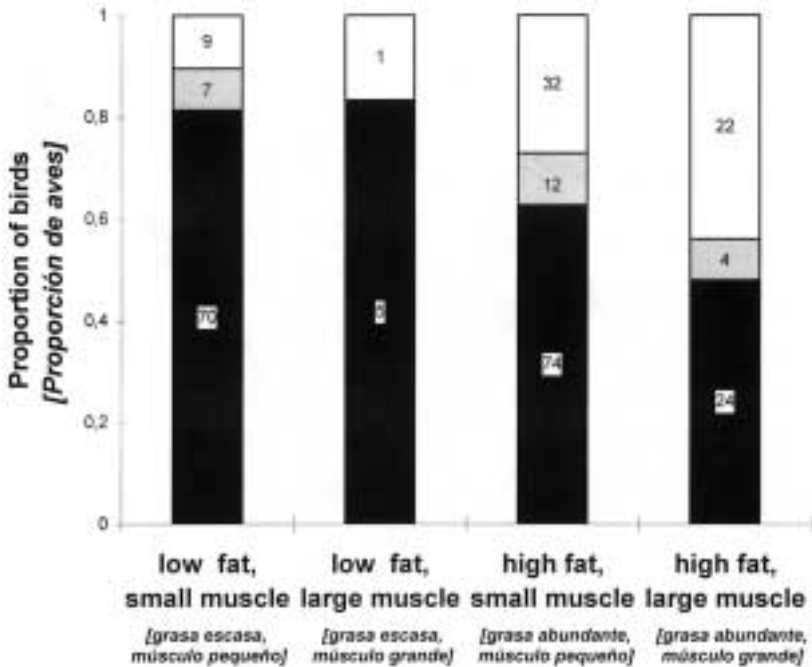 Proportion of birds
[Proporción de aves]
1
0,8
0,6
0,4
0,2
0
9
7
70
1
5
32
12
74
22
4
24
low fat,
small muscle
[grasa escasa,
músculo pequeño]
low fat,
large muscle
[grasa escasa,
músculo grande]
high fat,
small muscle
[grasa abundante,
músculo pequeño]
high fat,
large muscle
[grasa abundante,
músculo grande]